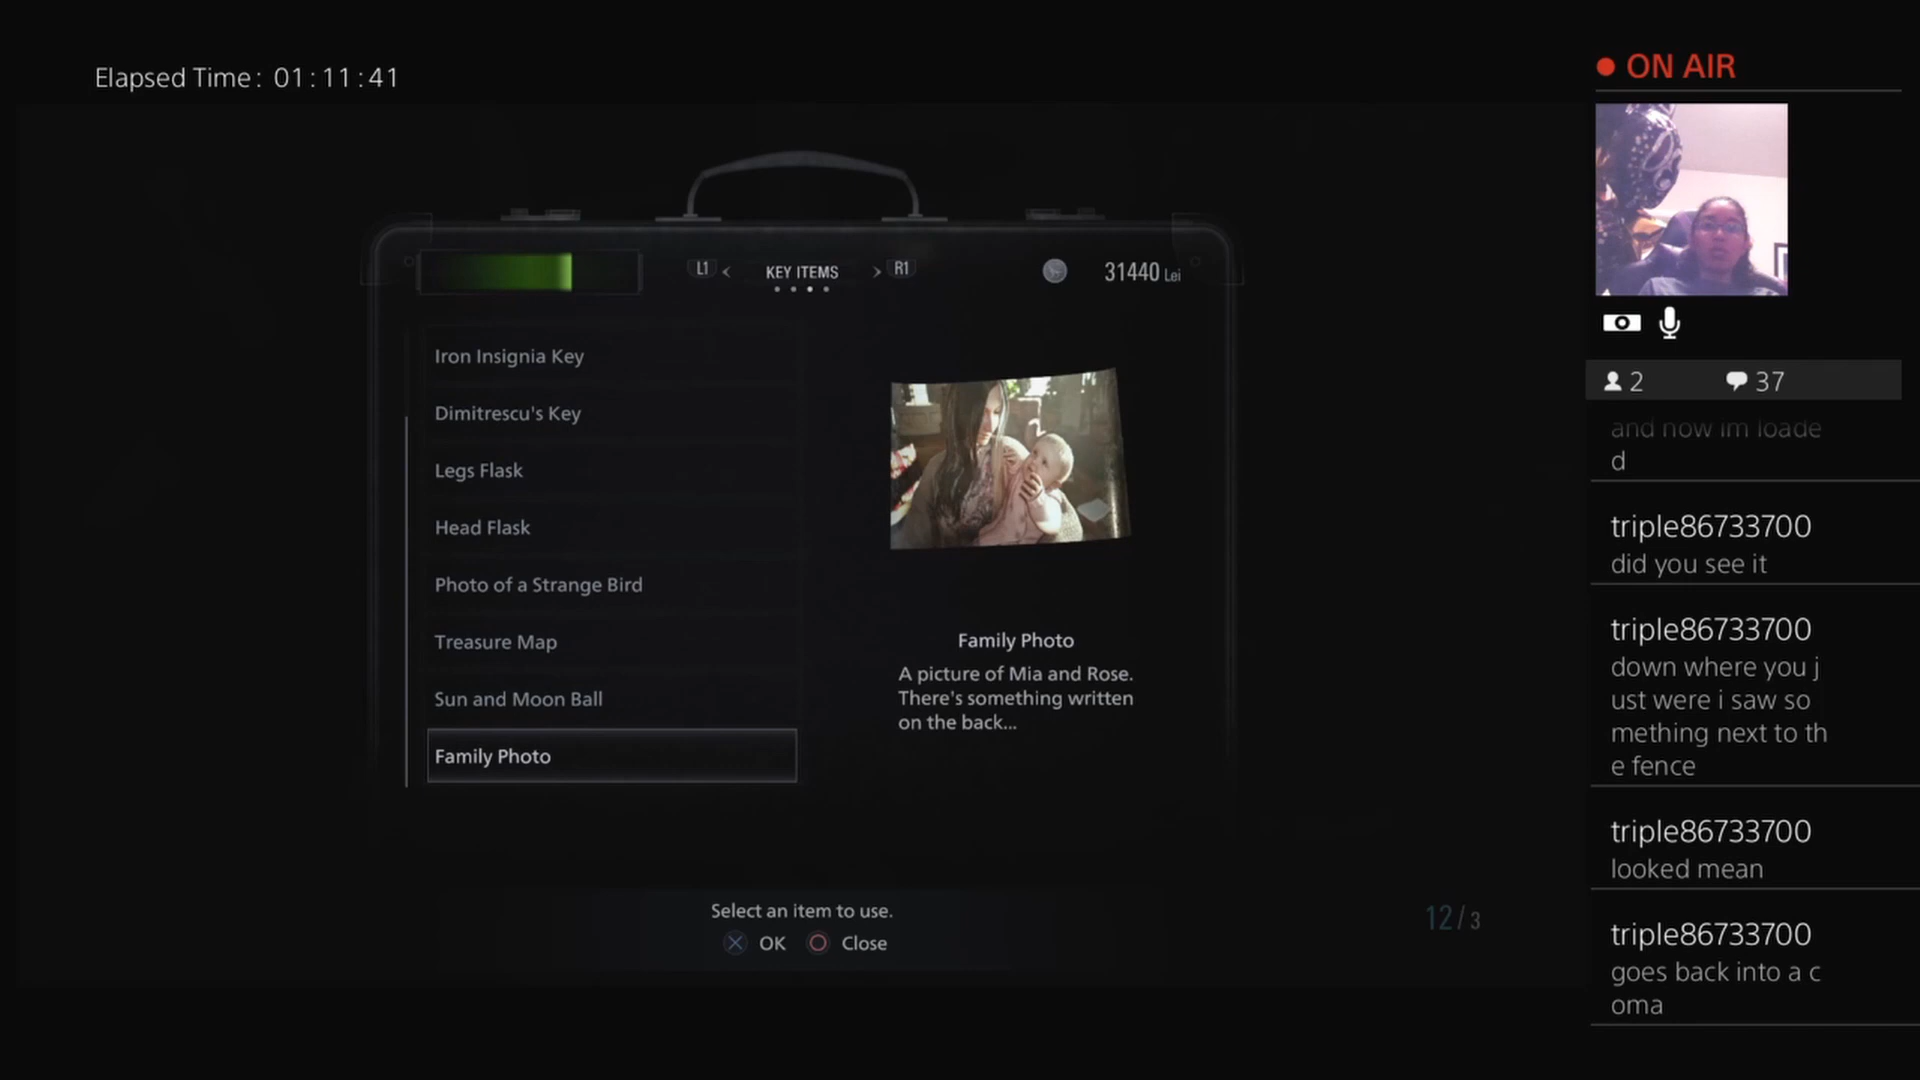 Elapsed Time: 01:11:41
ON AIR
L1 < KEY ITEMS > R1
31440 Lei
Iron Insignia Key
Dimitrescu's Key
Legs Flask
Head Flask
Photo of a Strange Bird
Treasure Map
Sun and Moon Ball
Family Photo
Family Photo
A picture of Mia and Rose.
There's something written
on the back...
Select an item to use.
OK Close
12/3
2 37
and now im loade
d
triple86733700
did you see it
triple86733700
down where you j
ust were i saw so
mething next to th
e fence
triple86733700
looked mean
triple86733700
goes back into a c
oma